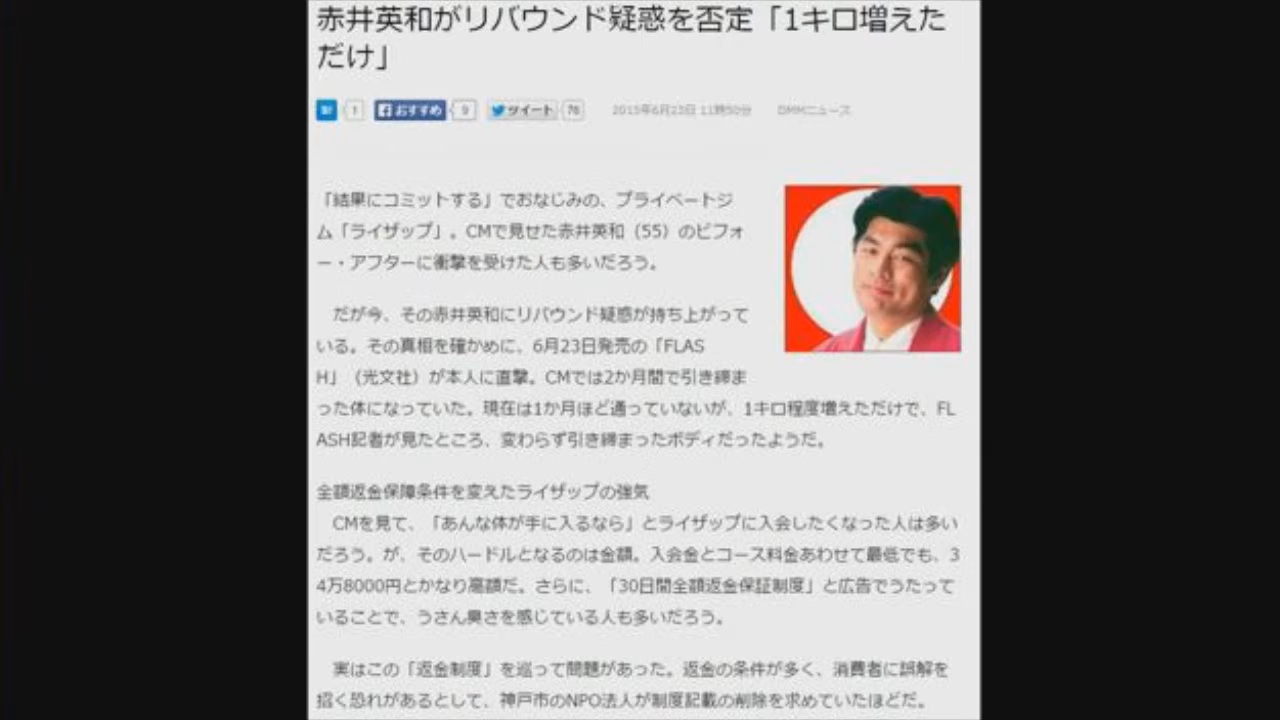 赤井英和がリバウンド疑惑を否定「1キロ増えた
だけ」
B! 1 おすすめ 9 ツイート 76 2015年6月23日 11時50分 DMMニュース
「結果にコミットする」でおなじみの、プライベートジ
ム「ライザップ」。CMで見せた赤井英和（55）のビフォ
ー・アフターに衝撃を受けた人も多いだろう。
だが今、その赤井英和にリバウンド疑惑が持ち上がって
いる。その真相を確かめに、6月23日発売の「FLAS
H」（光文社）が本人に直撃。CMでは2か月間で引き締ま
った体になっていた。現在は1か月ほど通っていないが、1キロ程度増えただけで、FL
ASH記者が見たところ、変わらず引き締まったボディだったようだ。
全額返金保障条件を変えたライザップの強気
CMを見て、「あんな体が手に入るなら」とライザップに入会したくなった人は多い
だろう。が、そのハードルとなるのは金額。入会金とコース料金あわせて最低でも、3
4万8000円とかなり高額だ。さらに、「30日間全額返金保証制度」と広告でうたって
いることで、うさん臭さを感じている人も多いだろう。
実はこの「返金制度」を巡って問題があった。返金の条件が多く、消費者に誤解を
招く恐れがあるとして、神戸市のNPO法人が制度記載の削除を求めていたほどだ。